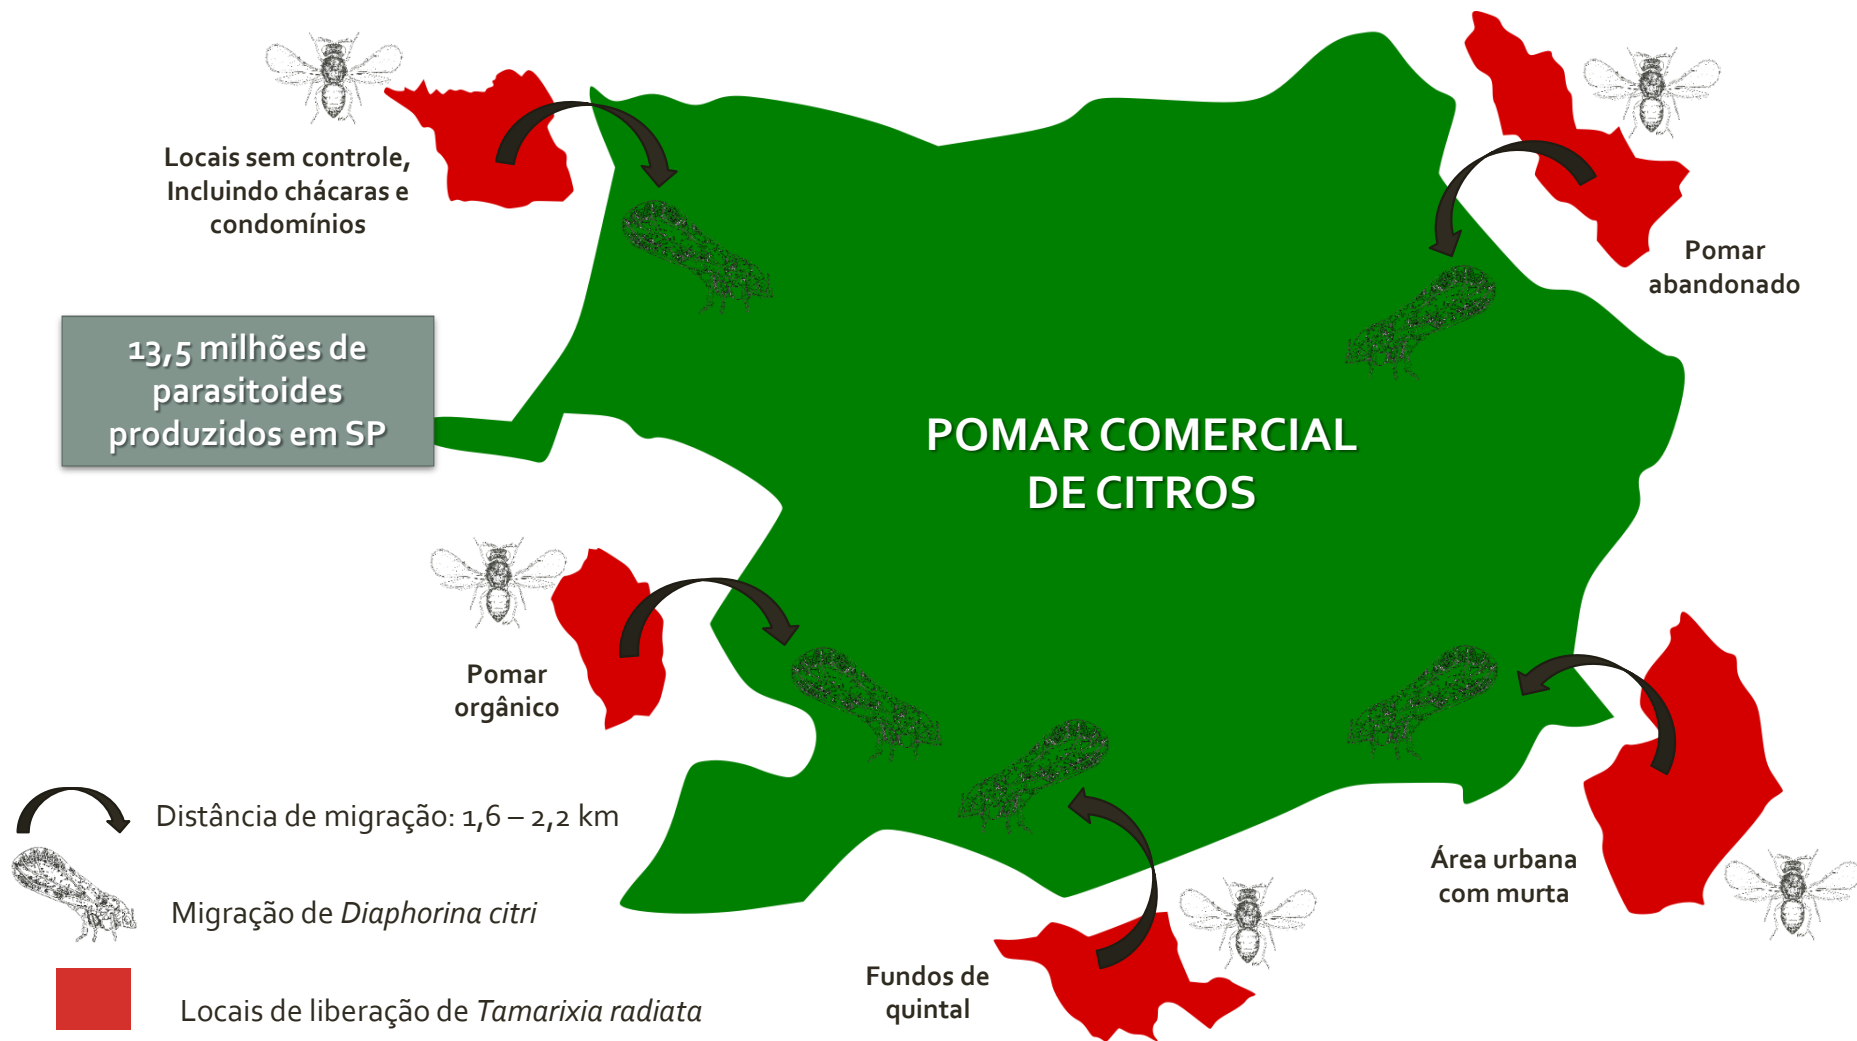 Locais sem controle,
Incluindo chácaras e
condomínios
Pomar
abandonado
13,5 milhões de
parasitoides
produzidos em SP
POMAR COMERCIAL
DE CITROS
Pomar
orgânico
Distância de migração: 1,6 – 2,2 km
Área urbana
com murta
Migração de Diaphorina citri
Fundos de
quintal
Locais de liberação de Tamarixia radiata